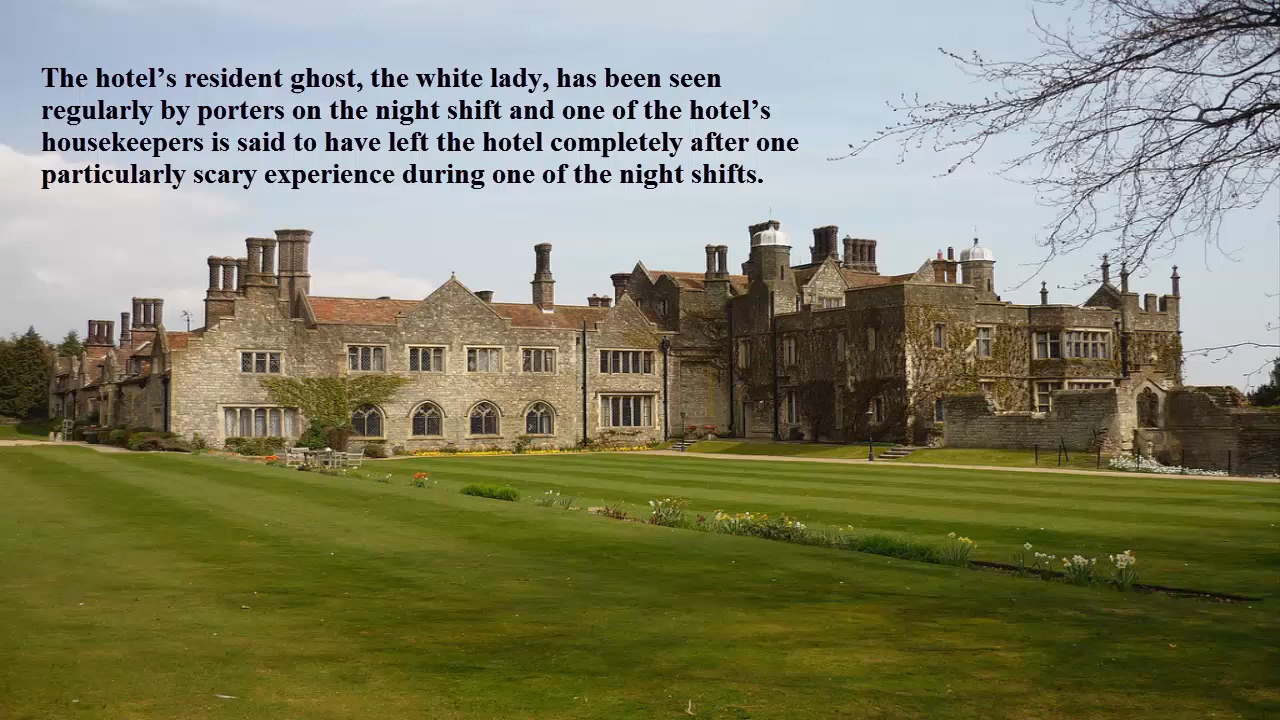 The hotel’s resident ghost, the white lady, has been seen
regularly by porters on the night shift and one of the hotel’s
housekeepers is said to have left the hotel completely after one
particularly scary experience during one of the night shifts.